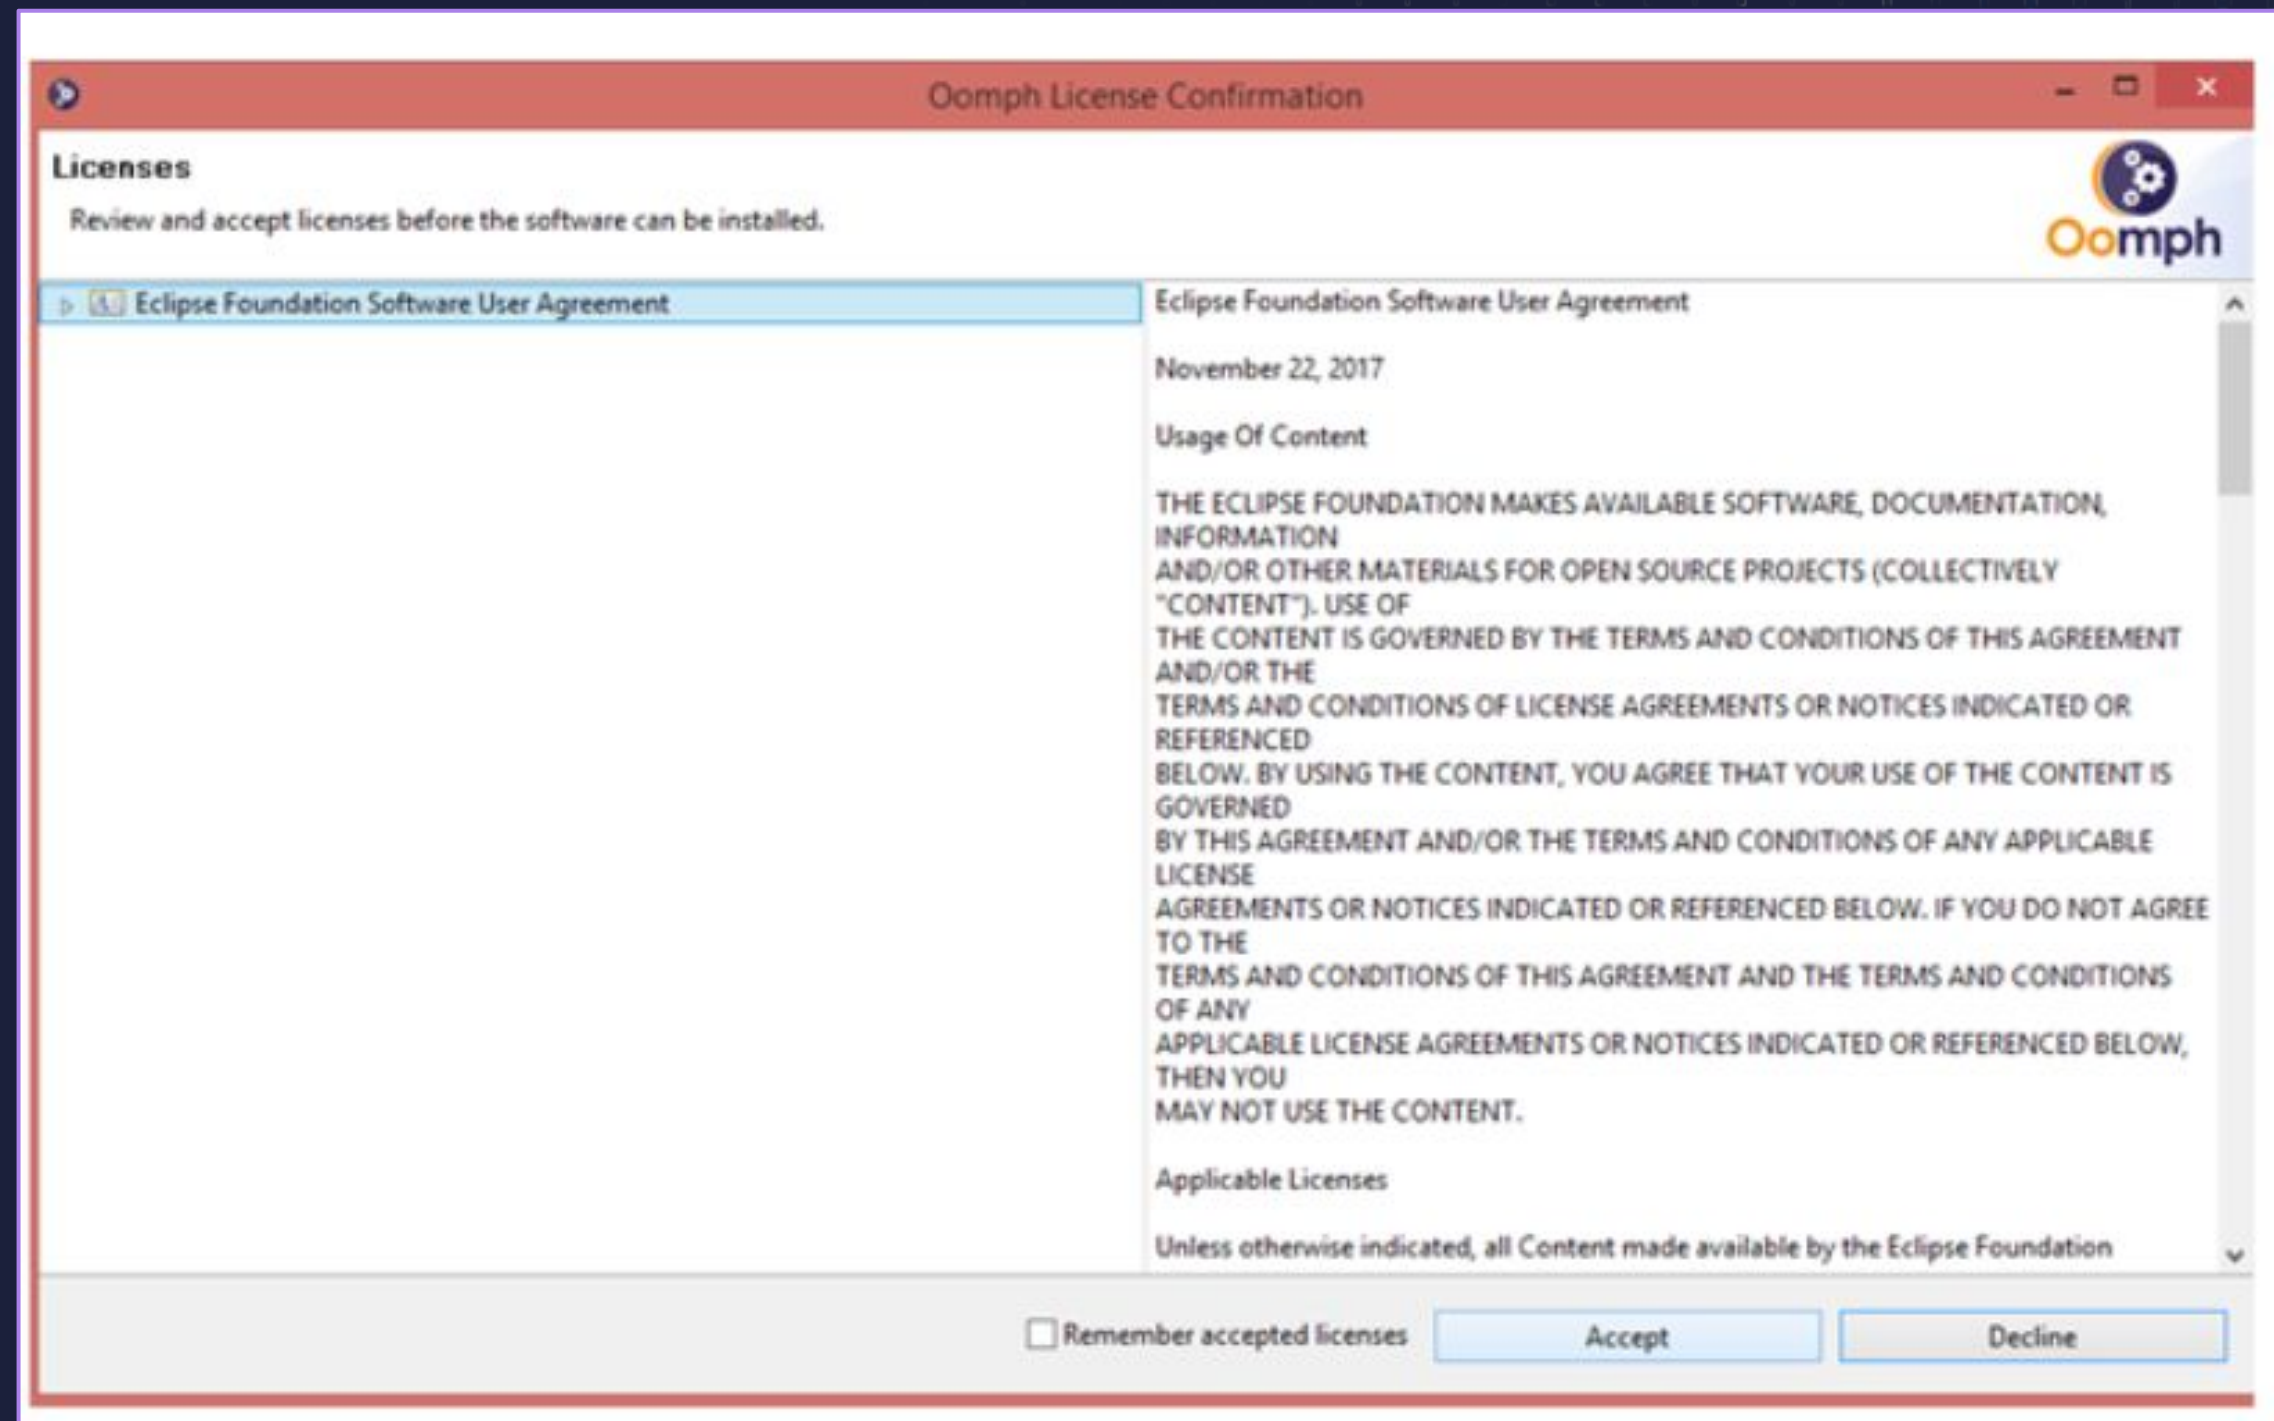 Oomph License Confirmation
Licenses
Review and accept licenses before the software can be installed.
Oomph
Eclipse Foundation Software User Agreement
Eclipse Foundation Software User Agreement
November 22, 2017
Usage Of Content
THE ECLIPSE FOUNDATION MAKES AVAILABLE SOFTWARE, DOCUMENTATION,
INFORMATION
AND/OR OTHER MATERIALS FOR OPEN SOURCE PROJECTS (COLLECTIVELY
"CONTENT"). USE OF
THE CONTENT IS GOVERNED BY THE TERMS AND CONDITIONS OF THIS AGREEMENT
AND/OR THE
TERMS AND CONDITIONS OF LICENSE AGREEMENTS OR NOTICES INDICATED OR
REFERENCED
BELOW. BY USING THE CONTENT, YOU AGREE THAT YOUR USE OF THE CONTENT IS
GOVERNED
BY THIS AGREEMENT AND/OR THE TERMS AND CONDITIONS OF ANY APPLICABLE
LICENSE
AGREEMENTS OR NOTICES INDICATED OR REFERENCED BELOW. IF YOU DO NOT AGREE
TO THE
TERMS AND CONDITIONS OF THIS AGREEMENT AND THE TERMS AND CONDITIONS
OF ANY
APPLICABLE LICENSE AGREEMENTS OR NOTICES INDICATED OR REFERENCED BELOW,
THEN YOU
MAY NOT USE THE CONTENT.
Applicable Licenses
Unless otherwise indicated, all Content made available by the Eclipse Foundation
Remember accepted licenses
Accept
Decline